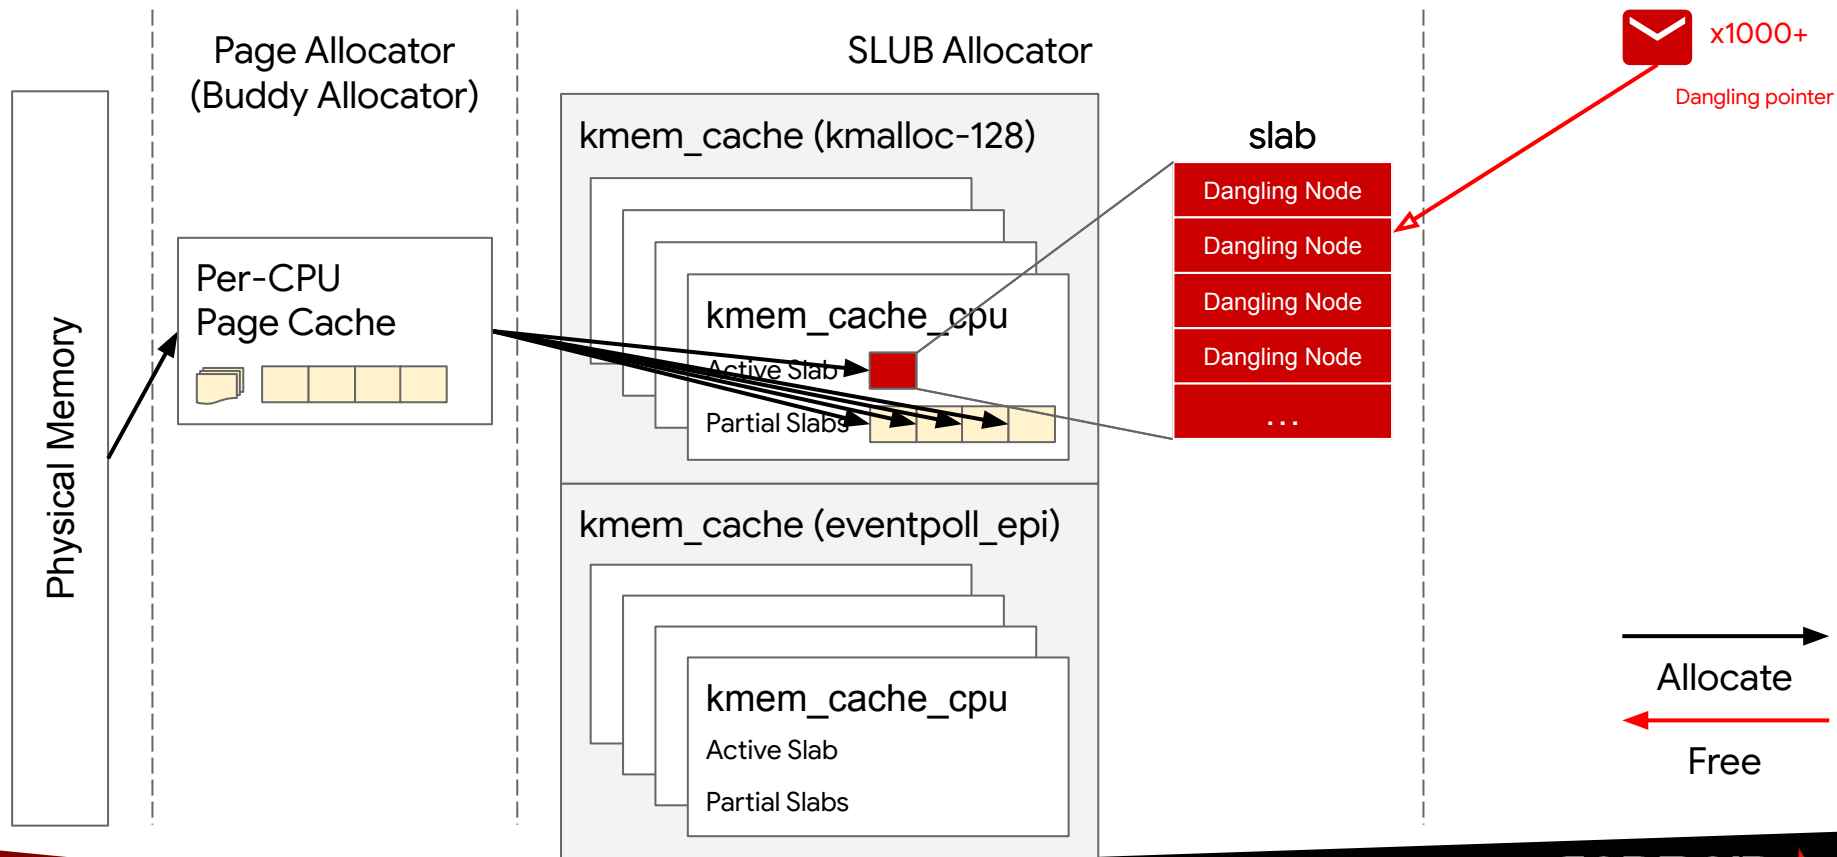 Page Allocator
(Buddy Allocator)
SLUB Allocator
x1000+
Dangling pointer
Physical Memory
Per-CPU
Page Cache
kmem_cache (kmalloc-128)
kmem_cache_cpu
Active Slab
Partial Slabs
slab
Dangling Node
Dangling Node
Dangling Node
Dangling Node
...
kmem_cache (eventpoll_epi)
kmem_cache_cpu
Active Slab
Partial Slabs
Allocate
Free